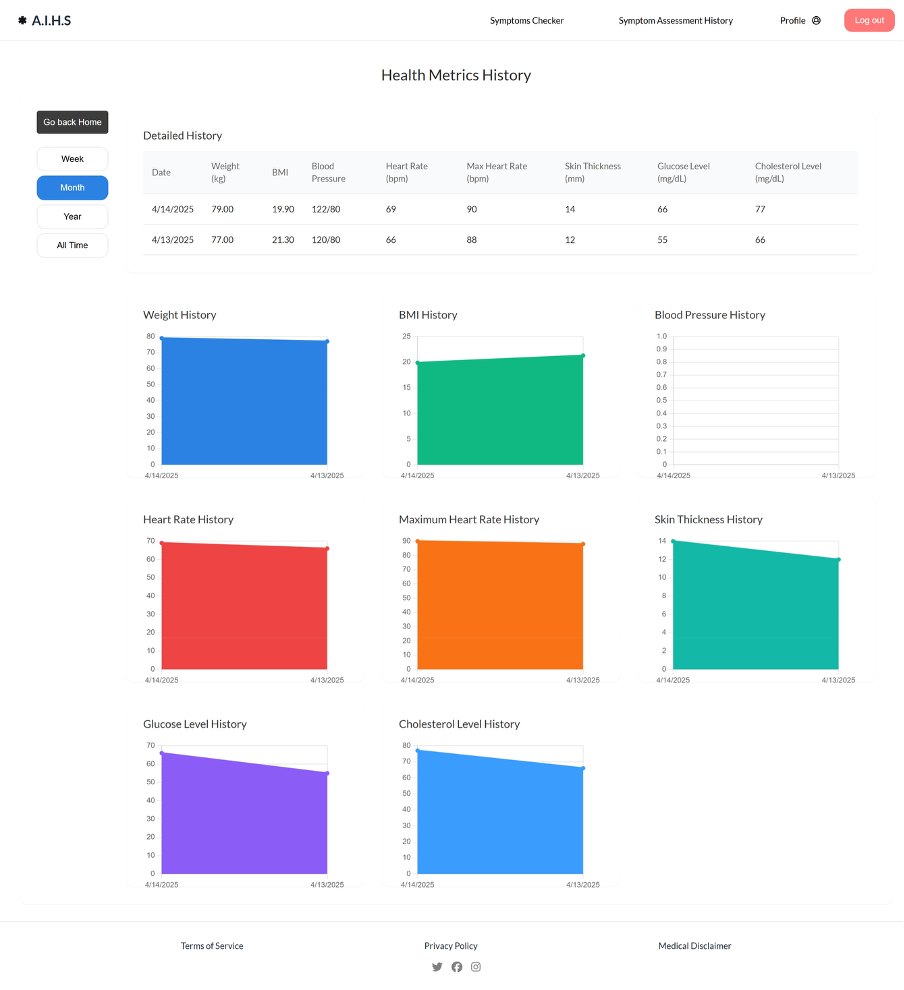 A.I.H.S
Symptoms Checker
Symptom Assessment History
Profile
Log out
Health Metrics History
Go back Home
Week
Month
Year
All Time
Detailed History
Date Weight (kg) BMI Blood Pressure Heart Rate (bpm) Max Heart Rate (bpm) Skin Thickness (mm) Glucose Level (mg/dL) Cholesterol Level (mg/dL)
4/14/2025 79.00 19.90 122/80 69 90 14 66 77
4/13/2025 77.00 21.30 120/80 66 88 12 55 66
Weight History
80
70
60
50
40
30
20
10
0
4/14/2025 4/13/2025
BMI History
25
20
15
10
5
0
4/14/2025 4/13/2025
Blood Pressure History
1.0
0.9
0.8
0.7
0.6
0.5
0.4
0.3
0.2
0.1
0
4/14/2025 4/13/2025
Heart Rate History
70
60
50
40
30
20
10
0
4/14/2025 4/13/2025
Maximum Heart Rate History
90
80
70
60
50
40
30
20
10
0
4/14/2025 4/13/2025
Skin Thickness History
14
12
10
8
6
4
2
0
4/14/2025 4/13/2025
Glucose Level History
70
60
50
40
30
20
10
0
4/14/2025 4/13/2025
Cholesterol Level History
80
70
60
50
40
30
20
10
0
4/14/2025 4/13/2025
Terms of Service
Privacy Policy
Medical Disclaimer